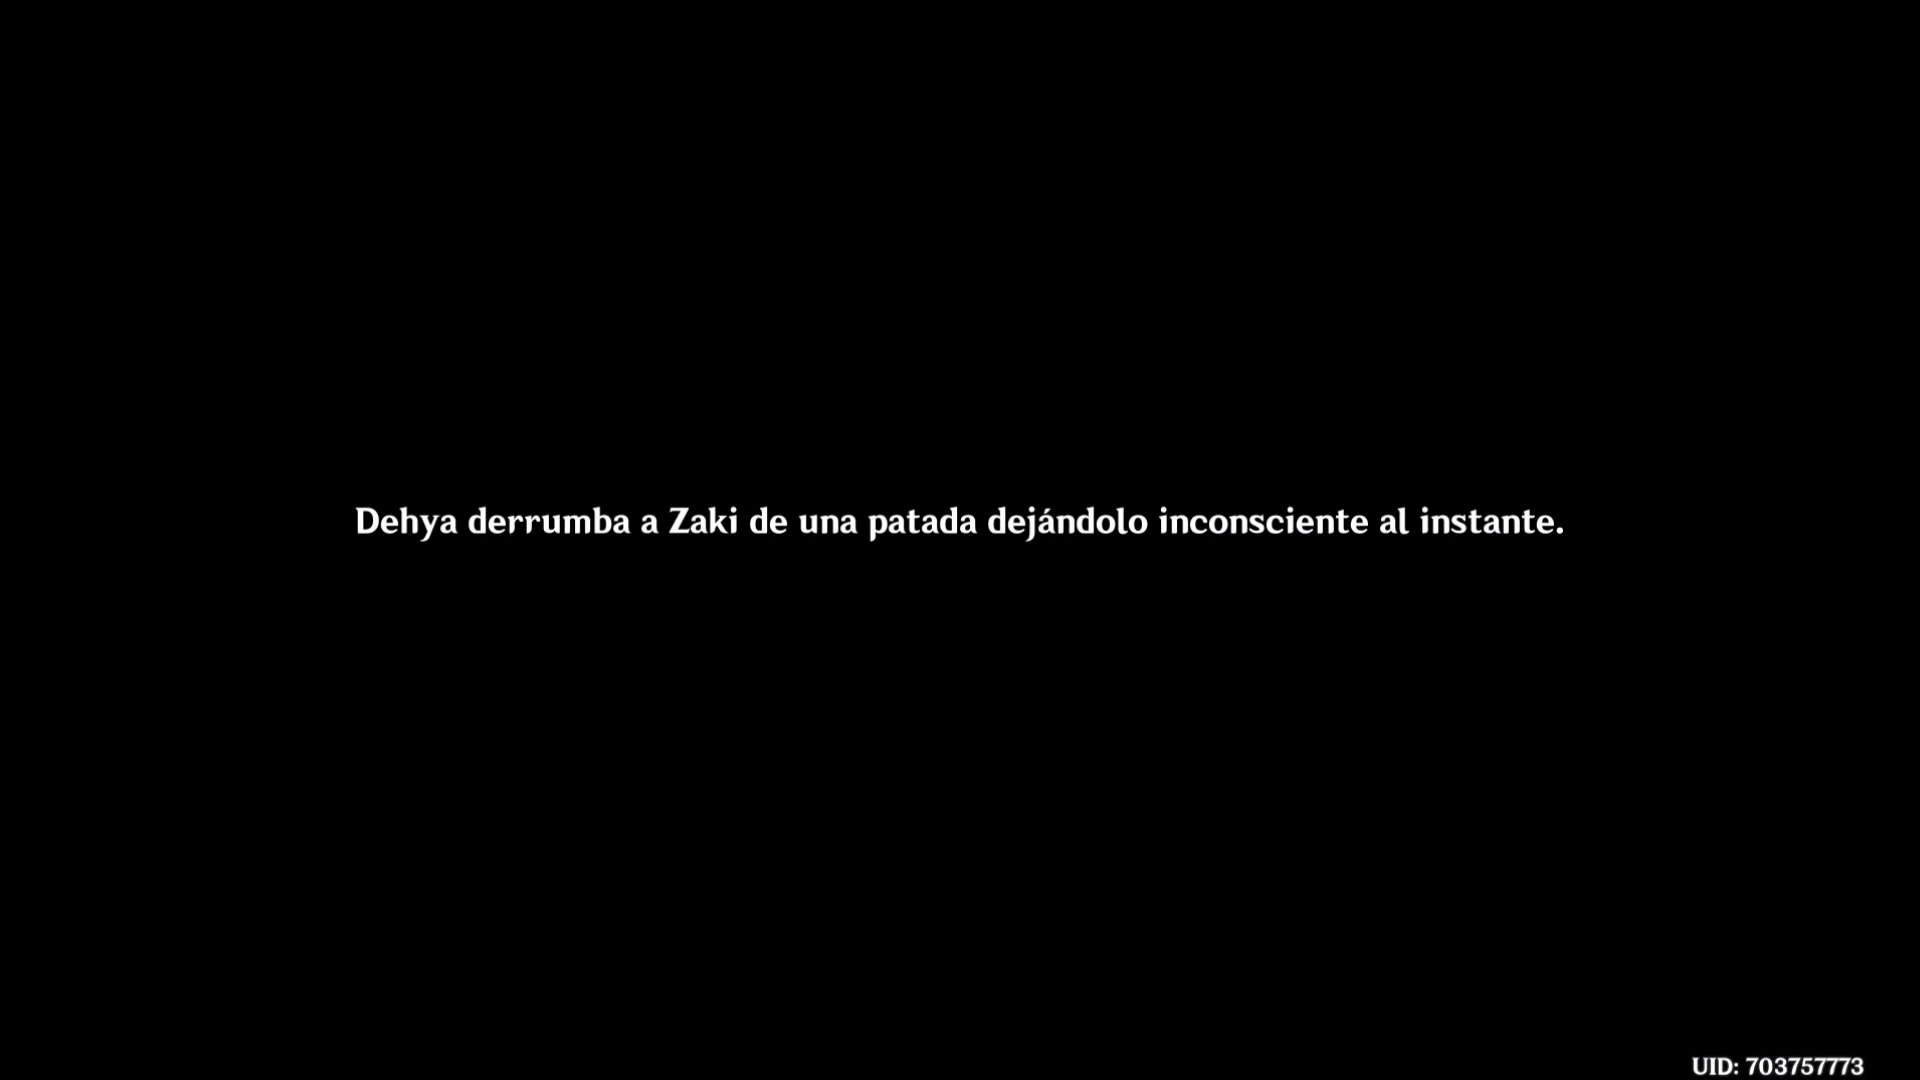 Dehya derrumba a Zaki de una patada dejándolo inconsciente al instante.
UID: 703757773